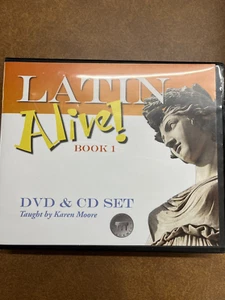 LATIN
Alive!
BOOK 1
DVD & CD SET
Taught by Karen Moore